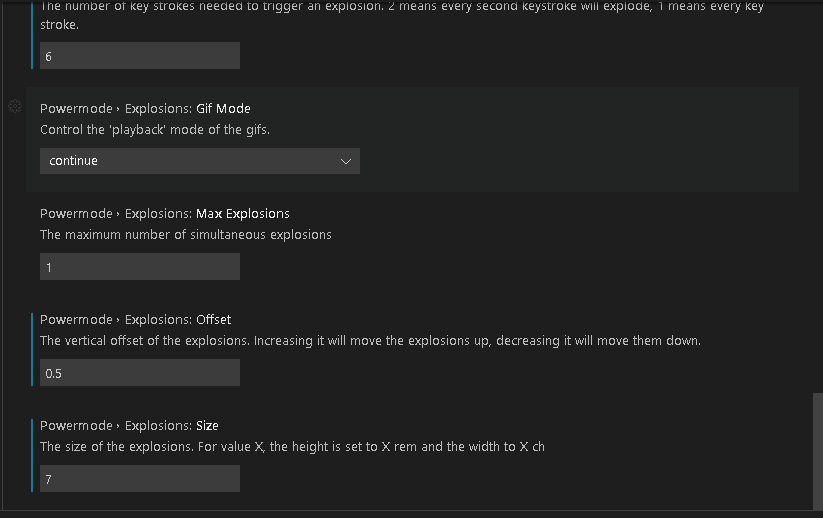 The number of key strokes needed to trigger an explosion. 2 means every second keystroke will explode, 1 means every key
stroke.
6
Powermode › Explosions: Gif Mode
Control the 'playback' mode of the gifs.
continue
Powermode › Explosions: Max Explosions
The maximum number of simultaneous explosions
1
Powermode › Explosions: Offset
The vertical offset of the explosions. Increasing it will move the explosions up, decreasing it will move them down.
0.5
Powermode › Explosions: Size
The size of the explosions. For value X, the height is set to X rem and the width to X ch
7